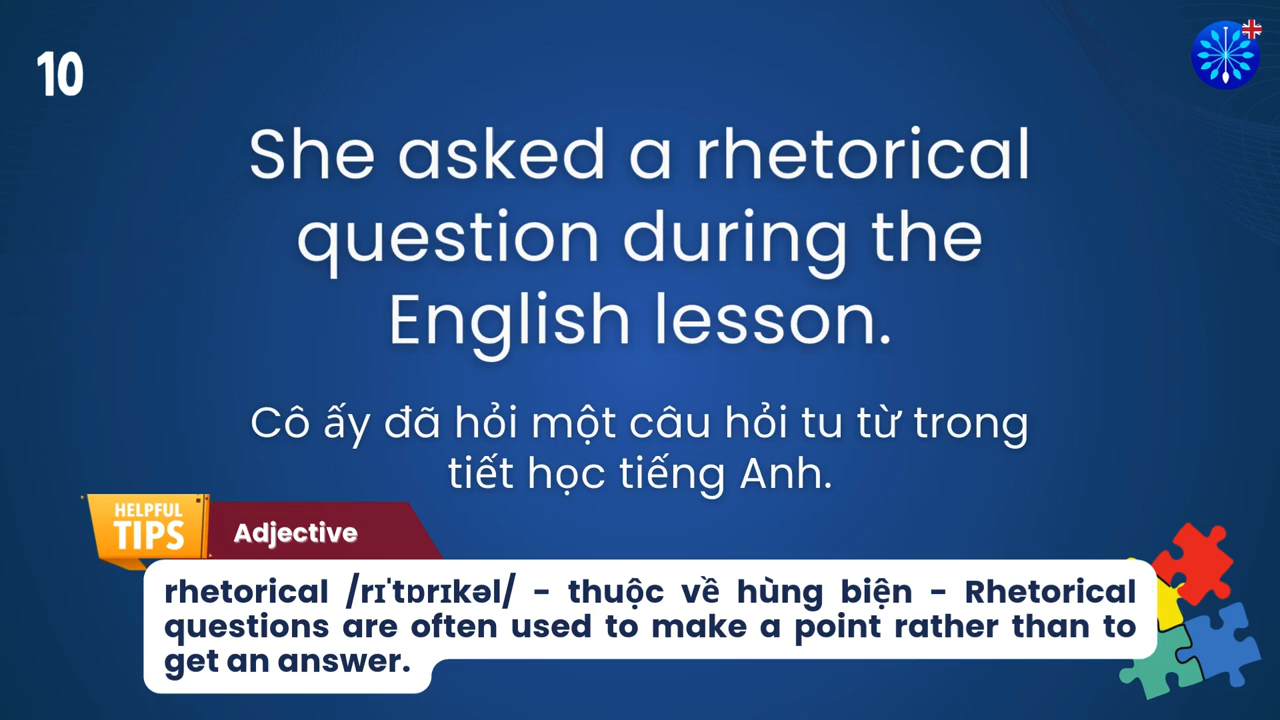 10
She asked a rhetorical
question during the
English lesson.
Cô ấy đã hỏi một câu hỏi tu từ trong
tiết học tiếng Anh.
HELPFUL
TIPS
Adjective
rhetorical /rɪˈtɒrɪkəl/ - thuộc về hùng biện - Rhetorical
questions are often used to make a point rather than to
get an answer.